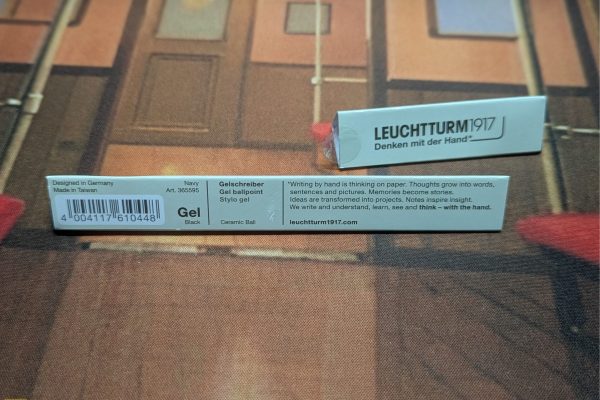 LEUCHTTURM1917
Denken mit der Hand
Designed in Germany
Made in Taiwan
Navy
Art. 365595
4 004117 610448
Gel
Black
Gelschreiber
Gel ballpoint
Stylo gel
Ceramic Ball
"Writing by hand is thinking on paper. Thoughts grow into words,
sentences and pictures. Memories become stories.
Ideas are transformed into projects. Notes inspire insight.
We write and understand, learn, see and think – with the hand.
leuchtturm1917.com